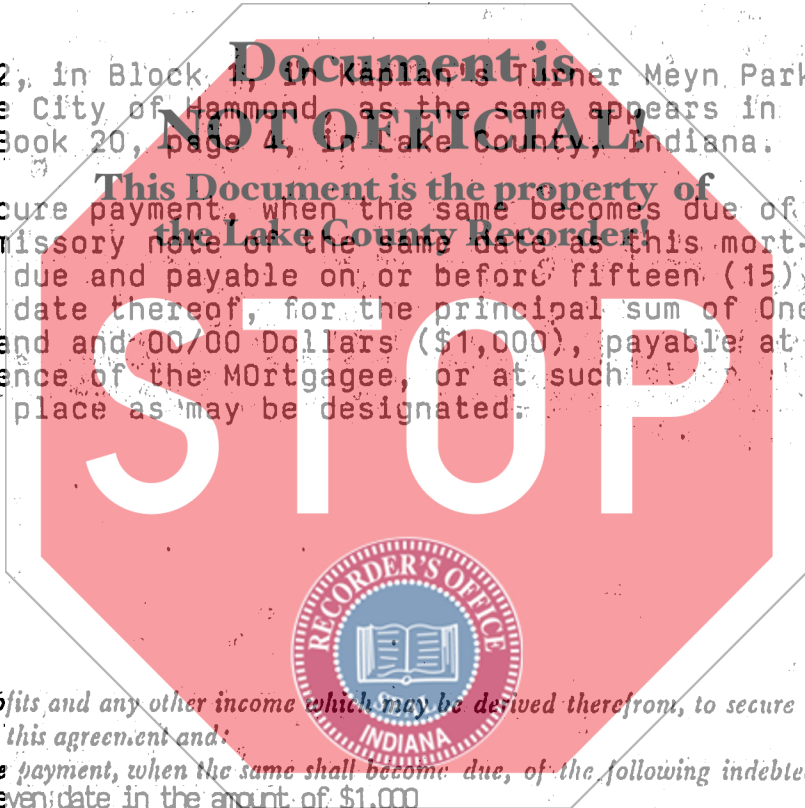 Document is
NOT OFFICIAL!
This Document is the property of
the Lake County Recorder!
STOP
2, in Block 1, in Kaplan's Turner Meyn Park
e City of Hammond, as the same appears in
Book 20, page 4, in Lake County, Indiana.
cure payment, when the same becomes due of
missory note of the same date as this mort
due and payable on or before fifteen (15)
date thereof, for the principal sum of One
and and 00/00 Dollars ($1,000), payable at
ence of the MOrtgagee, or at such
place as may be designated.
RECORDER'S OFFICE
INDIANA
ofits and any other income which may be derived therefrom, to secure
this agreement and:
e payment, when the same shall become due, of the following indebted
even date in the amount of $1,000